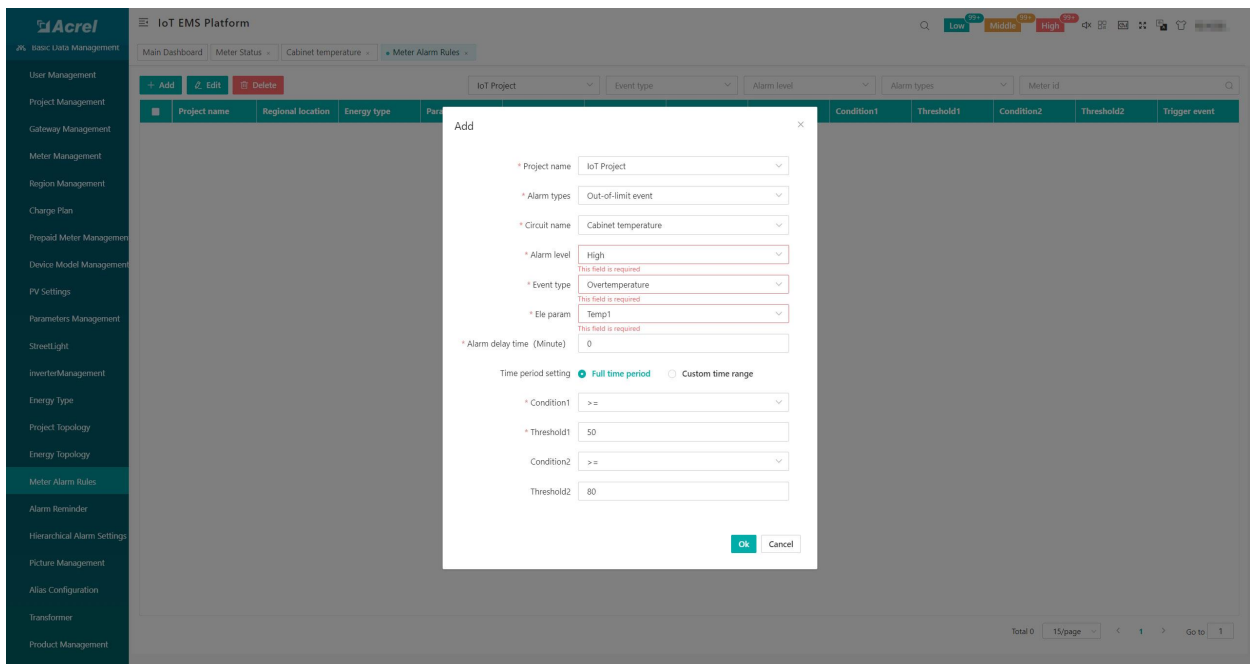 Acrel
IoT EMS Platform
Low 99+ Middle 99+ High 99+
Basic Data Management
Main Dashboard Meter Status × Cabinet temperature × Meter Alarm Rules ×
User Management
Project Management
Gateway Management
Meter Management
Region Management
Charge Plan
Prepaid Meter Managemen
Device Model Management
PV Settings
Parameters Management
StreetLight
inverterManagement
Energy Type
Project Topology
Energy Topology
Meter Alarm Rules
Alarm Reminder
Hierarchical Alarm Settings
Picture Management
Alias Configuration
Transformer
Product Management
+ Add Edit Delete
IoT Project Event type Alarm level Alarm types Meter id
Project name Regional location Energy type Para Condition1 Threshold1 Condition2 Threshold2 Trigger event
Add ×
* Project name IoT Project
* Alarm types Out-of-limit event
* Circuit name Cabinet temperature
* Alarm level High
This field is required
* Event type Overtemperature
This field is required
* Ele param Temp1
This field is required
* Alarm delay time (Minute) 0
Time period setting Full time period Custom time range
* Condition1 >=
* Threshold1 50
Condition2 >=
Threshold2 80
Ok Cancel
Total 0 15/page < 1 > Go to 1